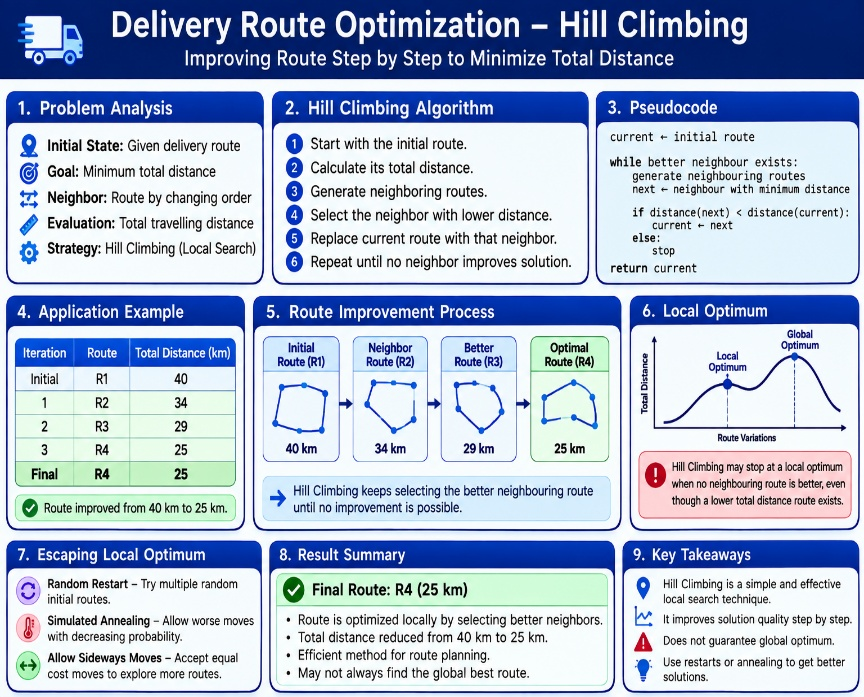 Delivery Route Optimization – Hill Climbing
Improving Route Step by Step to Minimize Total Distance
1. Problem Analysis
Initial State: Given delivery route
Goal: Minimum total distance
Neighbor: Route by changing order
Evaluation: Total travelling distance
Strategy: Hill Climbing (Local Search)
2. Hill Climbing Algorithm
1 Start with the initial route.
2 Calculate its total distance.
3 Generate neighboring routes.
4 Select the neighbor with lower distance.
5 Replace current route with that neighbor.
6 Repeat until no neighbor improves solution.
3. Pseudocode
current ← initial route
while better neighbour exists:
generate neighbouring routes
next ← neighbour with minimum distance
if distance(next) < distance(current):
current ← next
else:
stop
return current
4. Application Example
Iteration Route Total Distance (km)
Initial R1 40
1 R2 34
2 R3 29
3 R4 25
Final R4 25
Route improved from 40 km to 25 km.
5. Route Improvement Process
Initial
Route (R1)
40 km
Neighbor
Route (R2)
34 km
Better
Route (R3)
29 km
Optimal
Route (R4)
25 km
Hill Climbing keeps selecting the better neighbouring route
until no improvement is possible.
6. Local Optimum
Total Distance
Local
Optimum
Global
Optimum
Route Variations
Hill Climbing may stop at a local optimum
when no neighbouring route is better, even
though a lower total distance route exists.
7. Escaping Local Optimum
Random Restart – Try multiple random
initial routes.
Simulated Annealing – Allow worse moves
with decreasing probability.
Allow Sideways Moves – Accept equal
cost moves to explore more routes.
8. Result Summary
Final Route: R4 (25 km)
• Route is optimized locally by selecting better neighbors.
• Total distance reduced from 40 km to 25 km.
• Efficient method for route planning.
• May not always find the global best route.
9. Key Takeaways
Hill Climbing is a simple and effective
local search technique.
It improves solution quality step by step.
Does not guarantee global optimum.
Use restarts or annealing to get better
solutions.